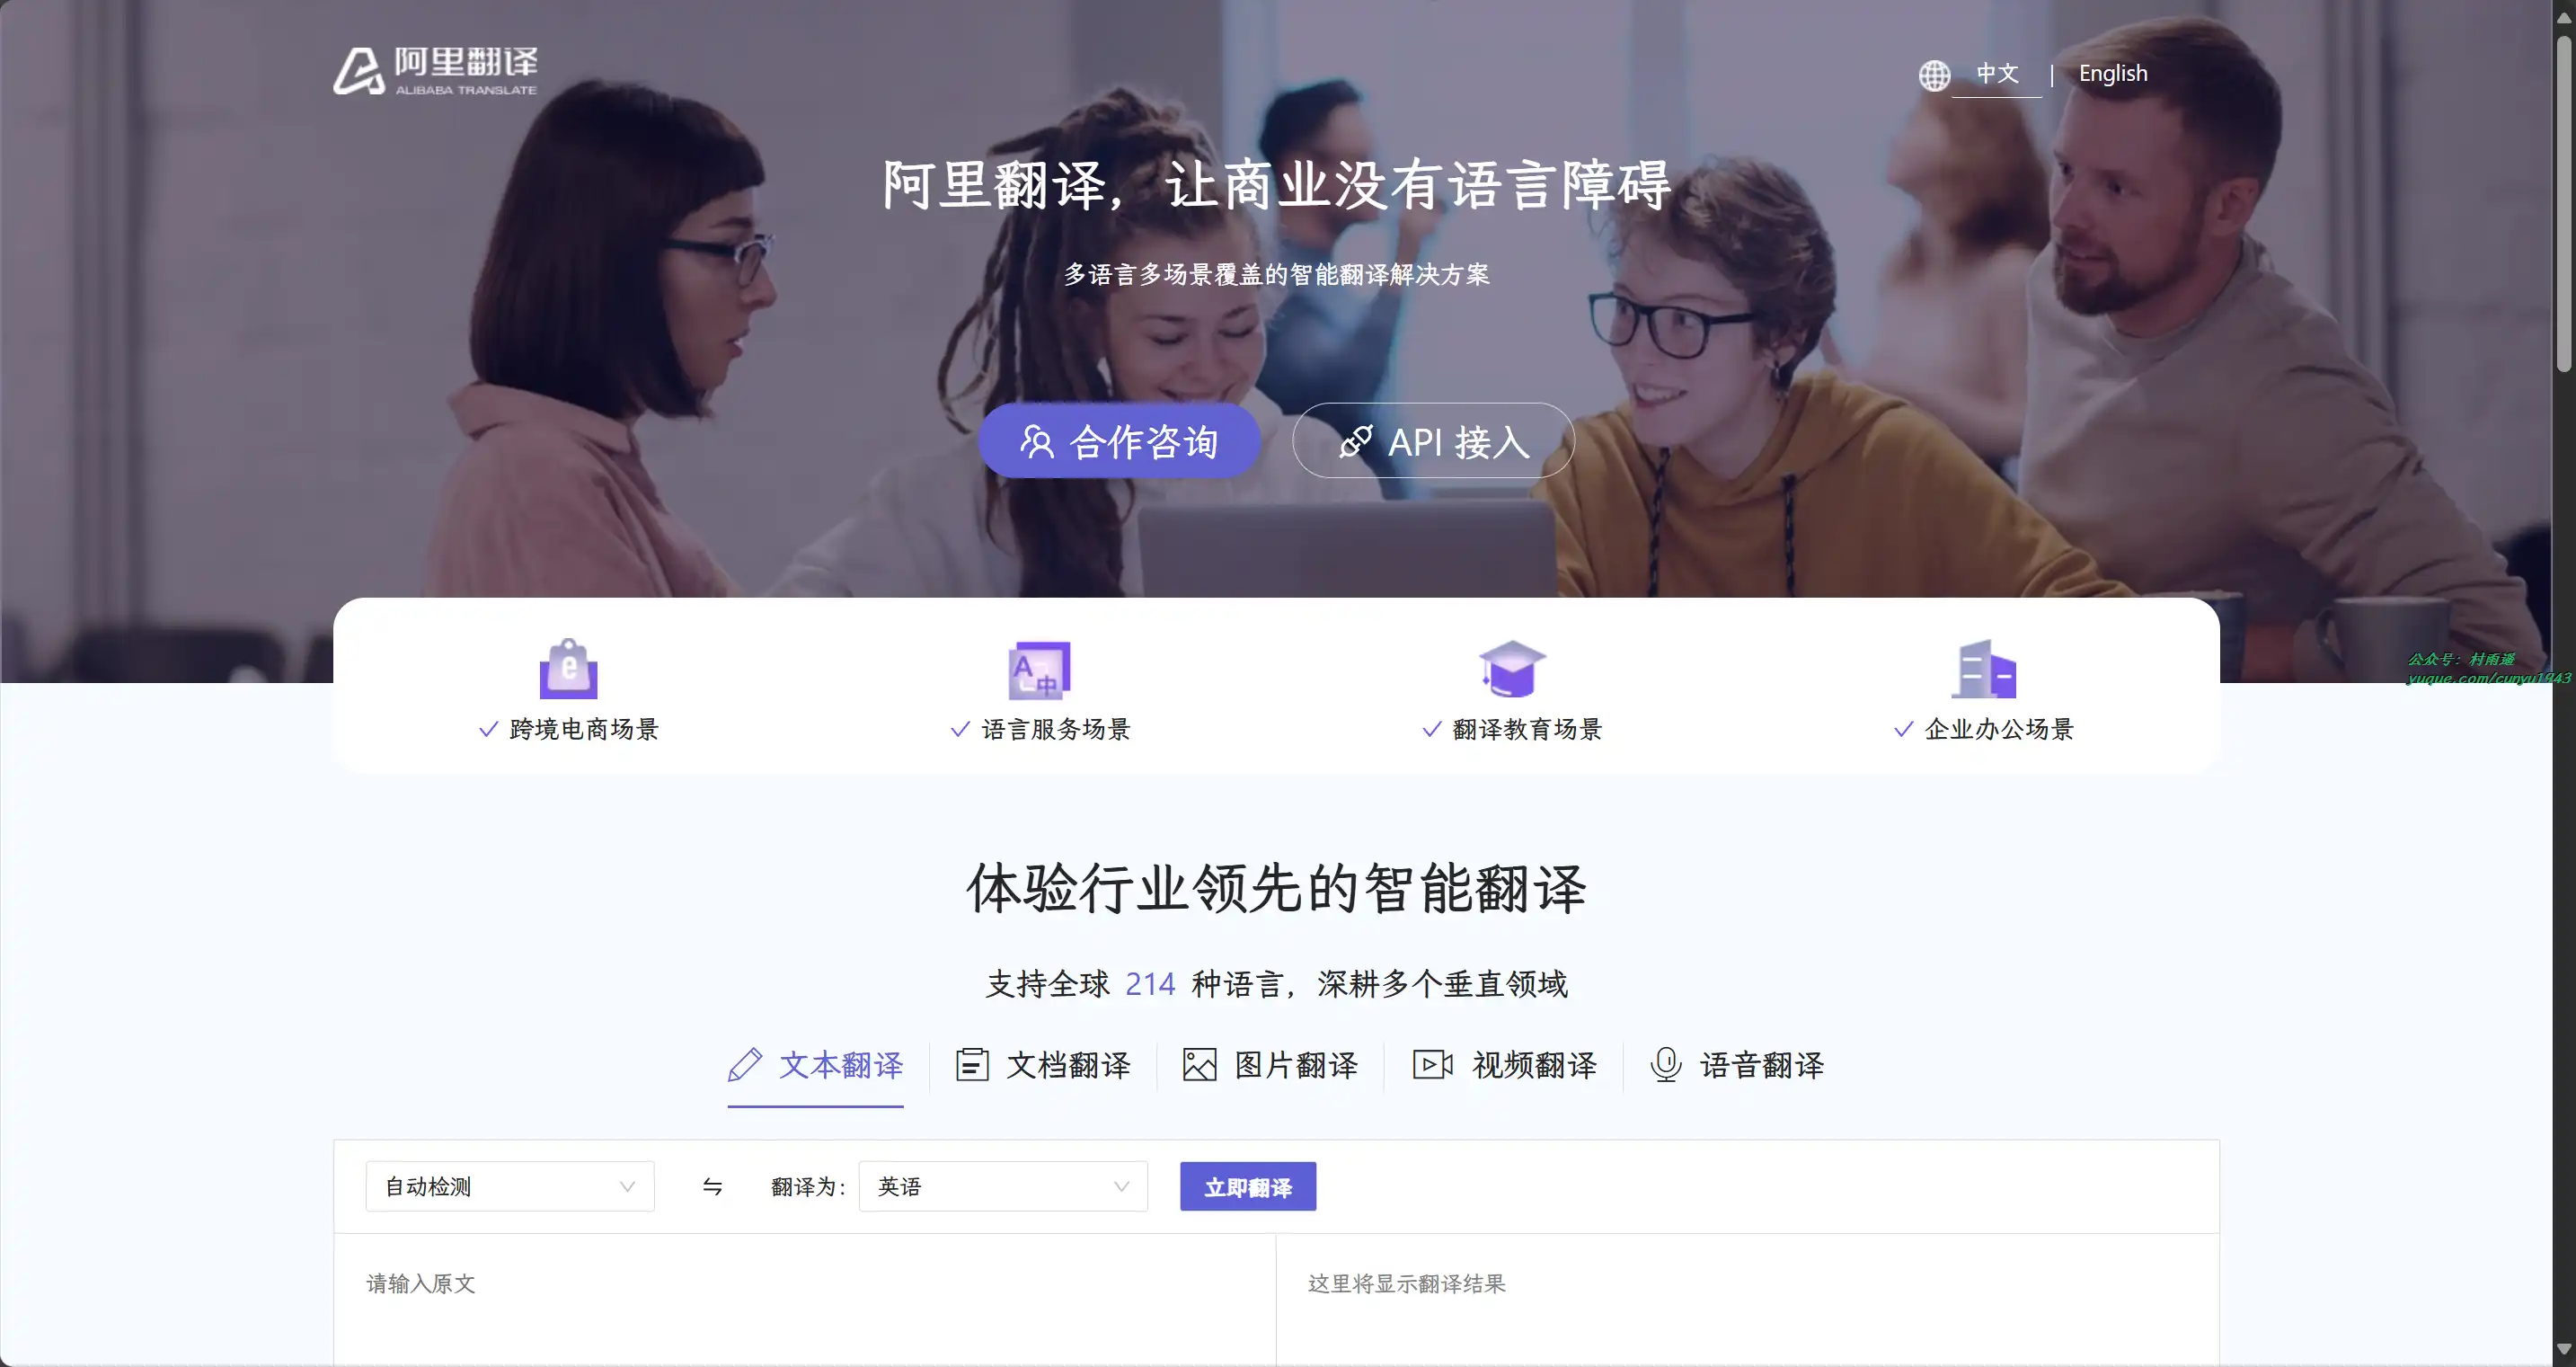 阿里翻译
ALIBABA TRANSLATE
中文 | English
阿里翻译，让商业没有语言障碍
多语言多场景覆盖的智能翻译解决方案
合作咨询
API 接入
公众号：村雨遥
yuque.com/cunyu1943
e
A 中
跨境电商场景
语言服务场景
翻译教育场景
企业办公场景
体验行业领先的智能翻译
支持全球 214 种语言，深耕多个垂直领域
文本翻译
文档翻译
图片翻译
视频翻译
语音翻译
自动检测
翻译为：
英语
立即翻译
请输入原文
这里将显示翻译结果